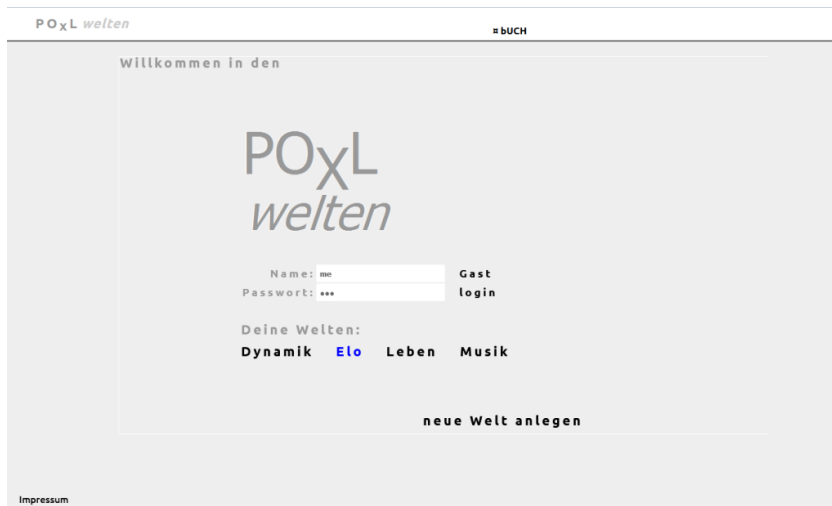 POXL welten
¤ bUCH
Willkommen in den
POXL
welten
Name: me Gast
Passwort: ••• login
Deine Welten:
Dynamik Elo Leben Musik
neue Welt anlegen
Impressum